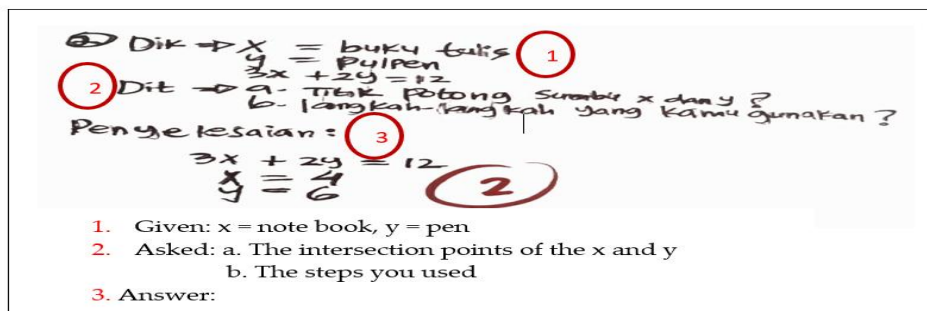 2) Dik ⇒ x = buku tulis 1
y = Pulpen
3x + 2y = 12
2 Dit ⇒ a. Titik Potong Sumbu x dan y ?
b. langkah-langkah yang kamu gunakan ?
Penyelesaian : 3
3x + 2y = 12
x = 4
y = 6
2
1. Given: x = note book, y = pen
2. Asked: a. The intersection points of the x and y
b. The steps you used
3. Answer: